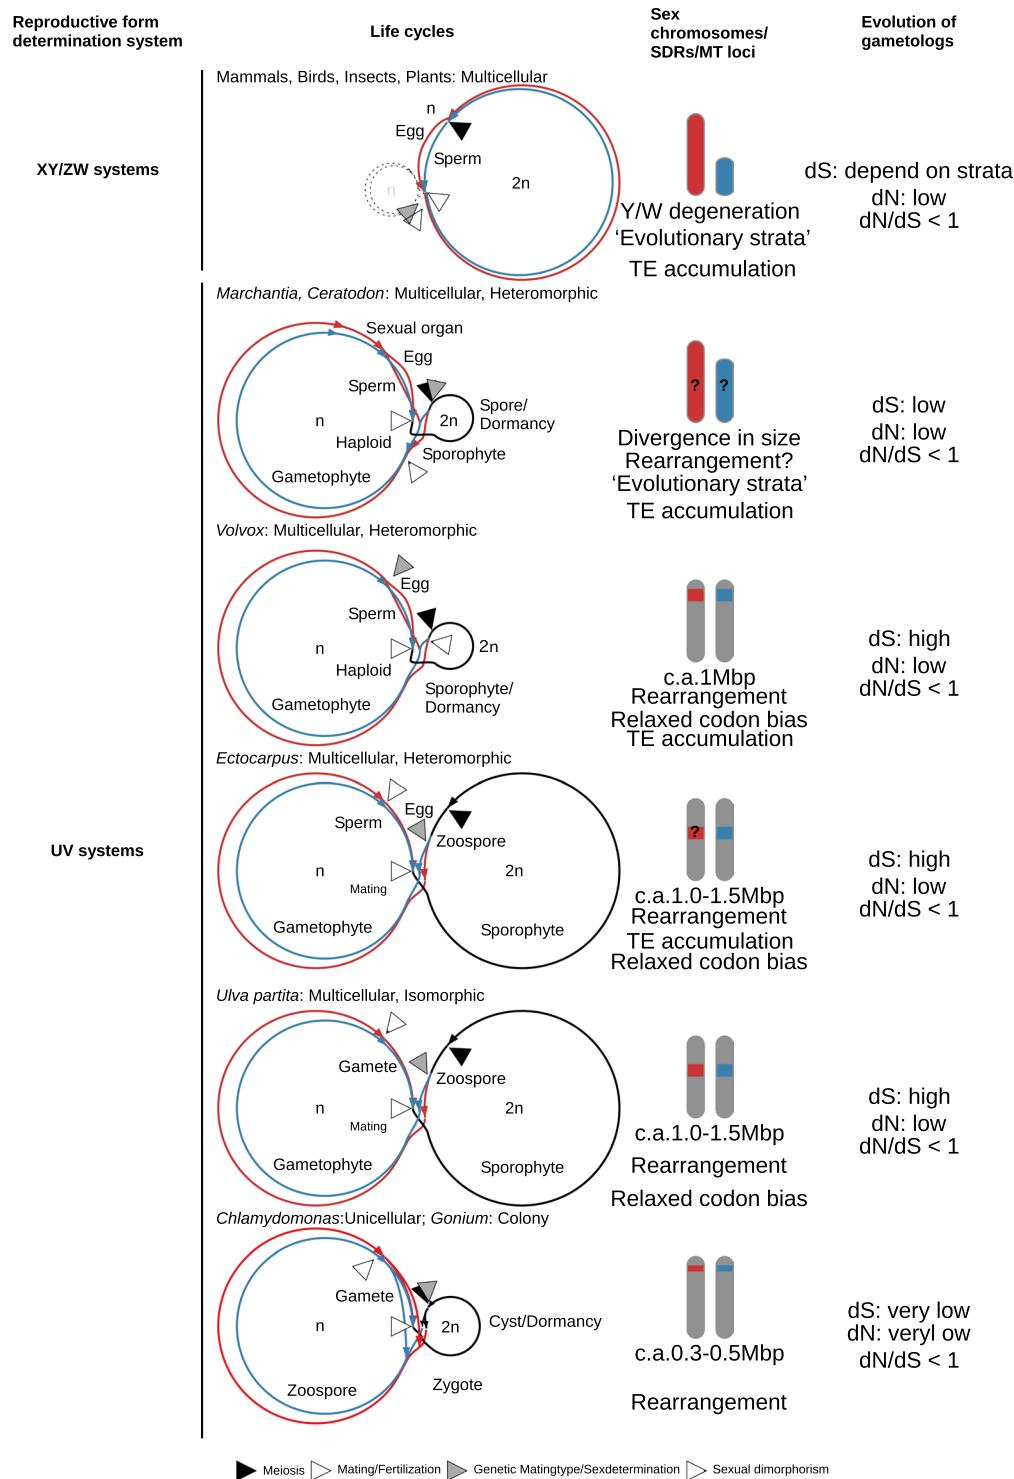 Reproductive form
determination system
Life cycles
Sex
chromosomes/
SDRs/MT loci
Evolution of
gametologs
XY/ZW systems
Mammals, Birds, Insects, Plants: Multicellular
n
Egg
Sperm
n
2n
Y/W degeneration
‘Evolutionary strata’
TE accumulation
dS: depend on strata
dN: low
dN/dS < 1
UV systems
Marchantia, Ceratodon: Multicellular, Heteromorphic
Sexual organ
Egg
Sperm
n
2n
Spore/
Dormancy
Haploid
Sporophyte
Gametophyte
?
?
Divergence in size
Rearrangement?
‘Evolutionary strata’
TE accumulation
dS: low
dN: low
dN/dS < 1
Volvox: Multicellular, Heteromorphic
Egg
Sperm
n
2n
Haploid
Sporophyte/
Dormancy
Gametophyte
c.a.1Mbp
Rearrangement
Relaxed codon bias
TE accumulation
dS: high
dN: low
dN/dS < 1
Ectocarpus: Multicellular, Heteromorphic
Egg
Sperm
Zoospore
n
2n
Mating
Gametophyte
Sporophyte
?
c.a.1.0-1.5Mbp
Rearrangement
TE accumulation
Relaxed codon bias
dS: high
dN: low
dN/dS < 1
Ulva partita: Multicellular, Isomorphic
Gamete
Zoospore
n
2n
Mating
Gametophyte
Sporophyte
c.a.1.0-1.5Mbp
Rearrangement
Relaxed codon bias
dS: high
dN: low
dN/dS < 1
Chlamydomonas:Unicellular; Gonium: Colony
Gamete
n
2n
Cyst/Dormancy
Zoospore
Zygote
c.a.0.3-0.5Mbp
Rearrangement
dS: very low
dN: veryl ow
dN/dS < 1
Meiosis
Mating/Fertilization
Genetic Matingtype/Sexdetermination
Sexual dimorphorism